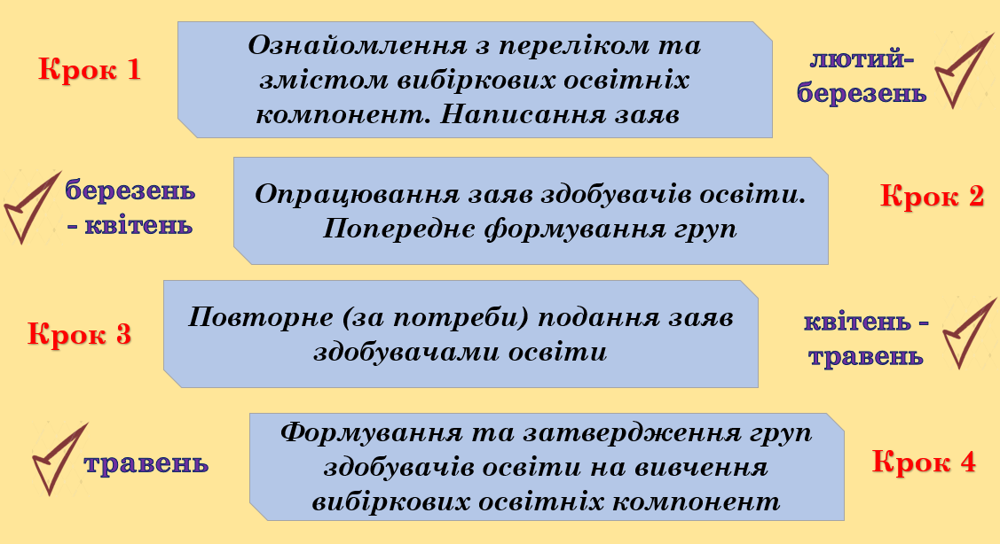 Крок 1
Ознайомлення з переліком та
змістом вибіркових освітніх
компонент. Написання заяв
лютий-
березень
березень
- квітень
Опрацювання заяв здобувачів освіти.
Попереднє формування груп
Крок 2
Крок 3
Повторне (за потреби) подання заяв
здобувачами освіти
квітень -
травень
травень
Формування та затвердження груп
здобувачів освіти на вивчення
вибіркових освітніх компонент
Крок 4